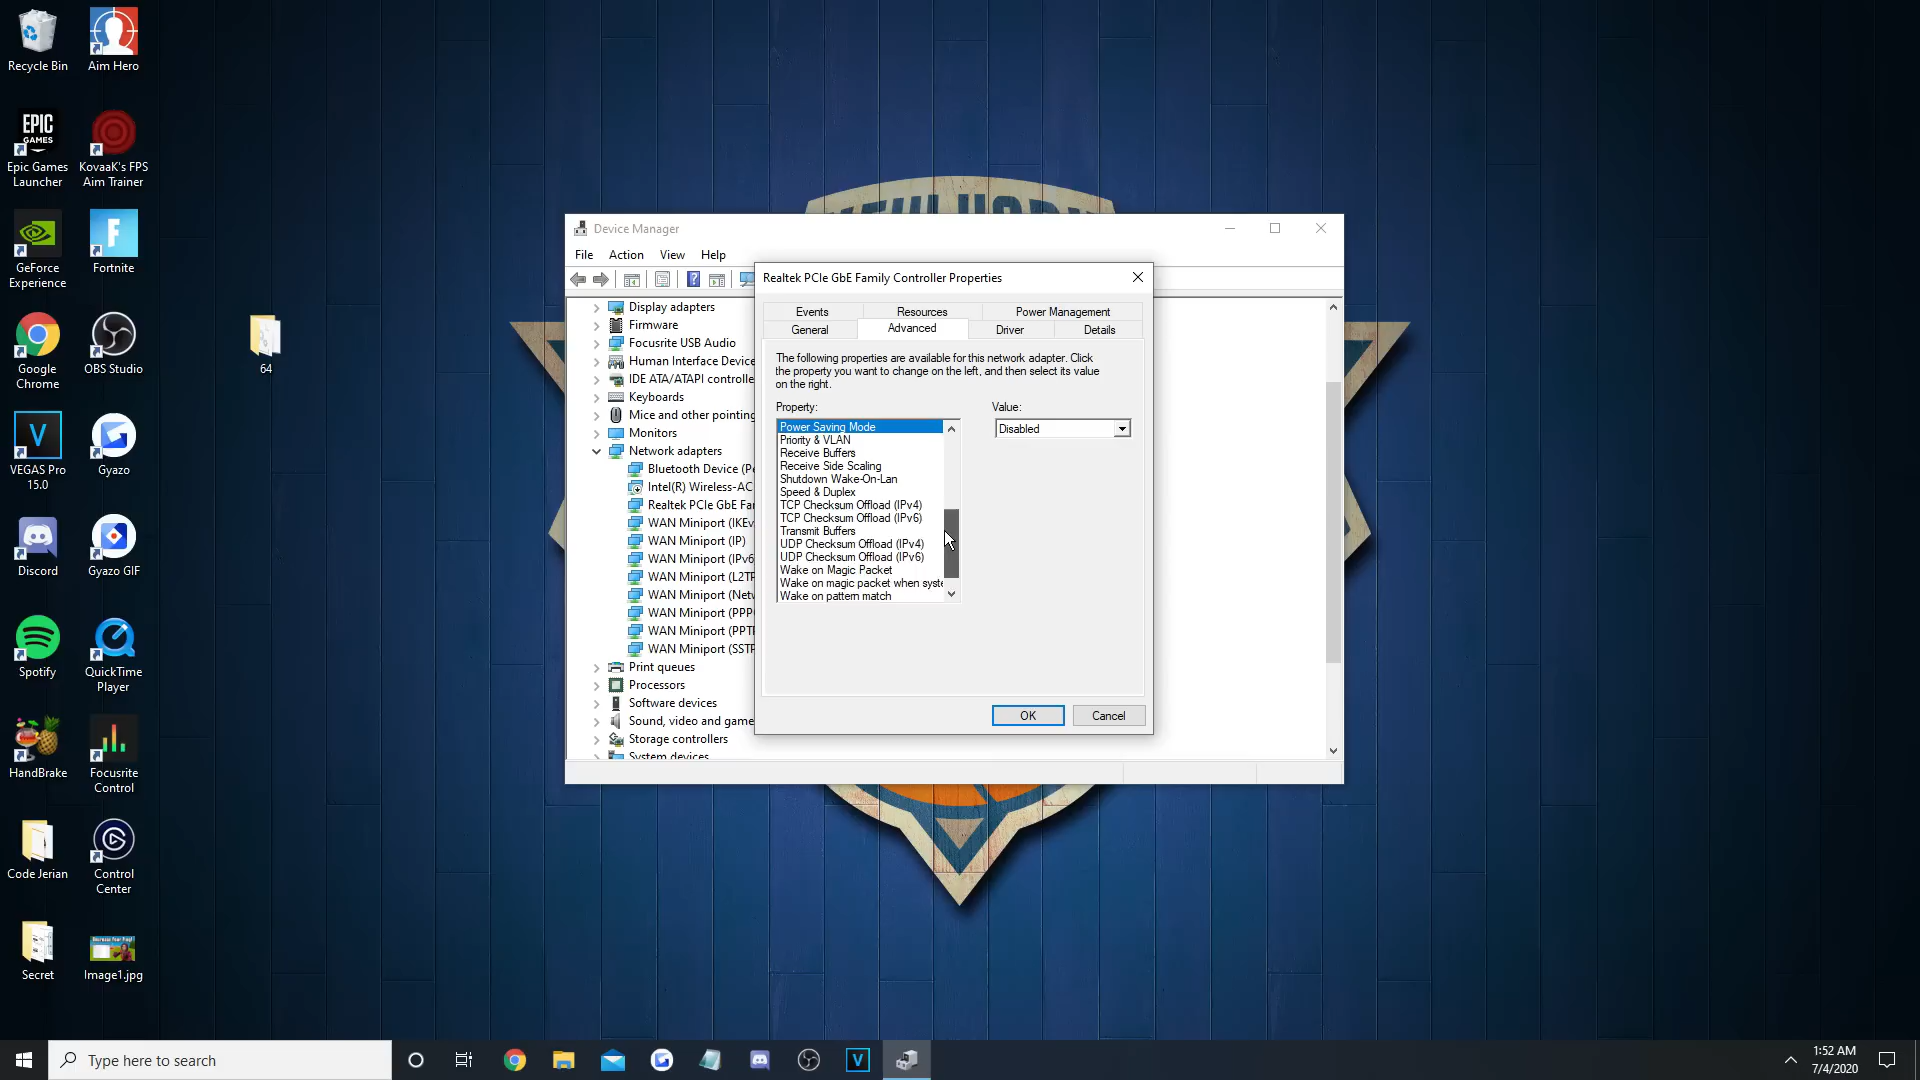 Recycle Bin
Aim Hero
EPIC
GAMES
Epic Games
Launcher
KovaaK's FPS
Aim Trainer
GeForce
Experience
Fortnite
Google
Chrome
OBS Studio
64
VEGAS Pro
15.0
Gyazo
Discord
Gyazo GIF
Spotify
QuickTime
Player
HandBrake
Focusrite
Control
Code Jerian
Control
Center
Secret
Image1.jpg
Device Manager
File Action View Help
Display adapters
Firmware
Focusrite USB Audio
Human Interface Device
IDE ATA/ATAPI controlle
Keyboards
Mice and other pointing
Monitors
Network adapters
Bluetooth Device (Pe
Intel(R) Wireless-AC
Realtek PCIe GbE Fa
WAN Miniport (IKEv
WAN Miniport (IP)
WAN Miniport (IPv6
WAN Miniport (L2TP
WAN Miniport (Netw
WAN Miniport (PPPO
WAN Miniport (PPTP
WAN Miniport (SSTP
Print queues
Processors
Software devices
Sound, video and game
Storage controllers
System devices
Realtek PCIe GbE Family Controller Properties
Events Resources Power Management
General Advanced Driver Details
The following properties are available for this network adapter. Click
the property you want to change on the left, and then select its value
on the right.
Property:
Value:
Power Saving Mode
Priority & VLAN
Receive Buffers
Receive Side Scaling
Shutdown Wake-On-Lan
Speed & Duplex
TCP Checksum Offload (IPv4)
TCP Checksum Offload (IPv6)
Transmit Buffers
UDP Checksum Offload (IPv4)
UDP Checksum Offload (IPv6)
Wake on Magic Packet
Wake on magic packet when syste
Wake on pattern match
Disabled
OK
Cancel
Type here to search
1:52 AM
7/4/2020